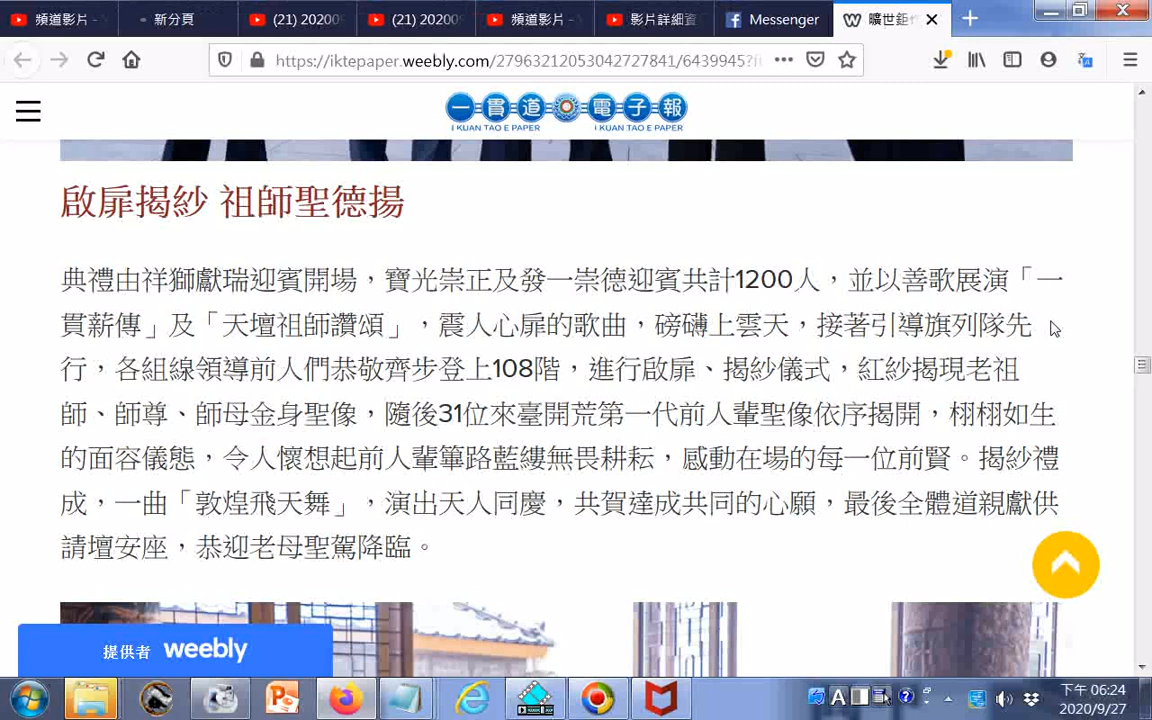 頻道影片 -
新分頁
(21) 20200
(21) 20200
頻道影片 -
影片詳細資
Messenger
曠世鉅作
https://iktepaper.weebly.com/27963212053042727841/6439945?f
一貫道電子報
I KUAN TAO E PAPER I KUAN TAO E PAPER
啟扉揭紗 祖師聖德揚
典禮由祥獅獻瑞迎賓開場，寶光崇正及發一崇德迎賓共計1200人，並以善歌展演「一
貫薪傳」及「天壇祖師讚頌」，震人心扉的歌曲，磅礡上雲天，接著引導旗列隊先
行，各組線領導前人們恭敬齊步登上108階，進行啟扉、揭紗儀式，紅紗揭現老祖
師、師尊、師母金身聖像，隨後31位來臺開荒第一代前人輩聖像依序揭開，栩栩如生
的面容儀態，令人懷想起前人輩篳路藍縷無畏耕耘，感動在場的每一位前賢。揭紗禮
成，一曲「敦煌飛天舞」，演出天人同慶，共賀達成共同的心願，最後全體道親獻供
請壇安座，恭迎老母聖駕降臨。
提供者 weebly
下午 06:24
2020/9/27